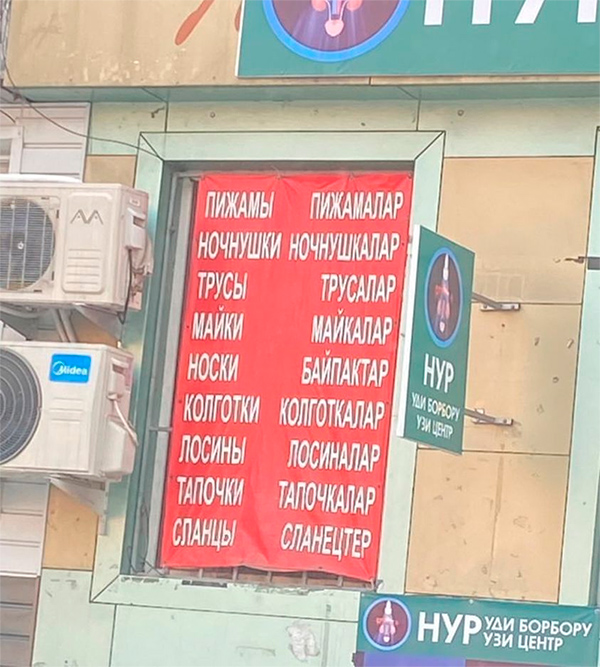 ПИЖАМЫ ПИЖАМАЛАР
НОЧНУШКИ НОЧНУШКАЛАР
ТРУСЫ ТРУСАЛАР
МАЙКИ МАЙКАЛАР
НОСКИ БАЙПАКТАР
КОЛГОТКИ КОЛГОТКАЛАР
ЛОСИНЫ ЛОСИНАЛАР
ТАПОЧКИ ТАПОЧКАЛАР
СЛАНЦЫ СЛАНЕЦТЕР
Midea
НУР
УДИ БОРБОРУ
УЗИ ЦЕНТР
НУР УДИ БОРБОРУ
УЗИ ЦЕНТР